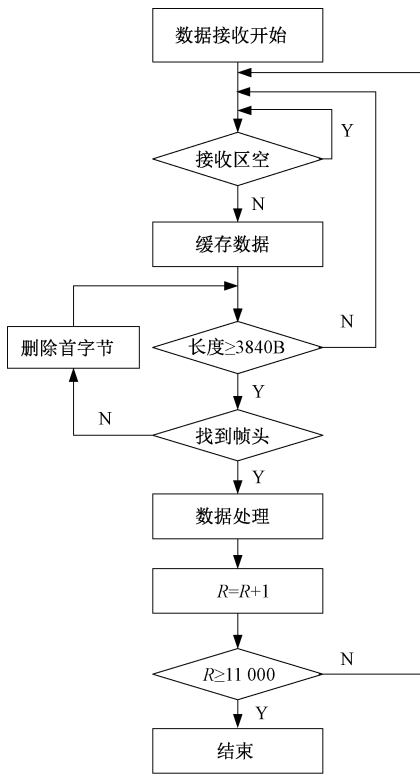 数据接收开始
Y
接收区空
N
缓存数据
删除首字节
长度≥3840B
N
Y
N
找到帧头
Y
数据处理
R=R+1
R≥11 000
N
Y
结束